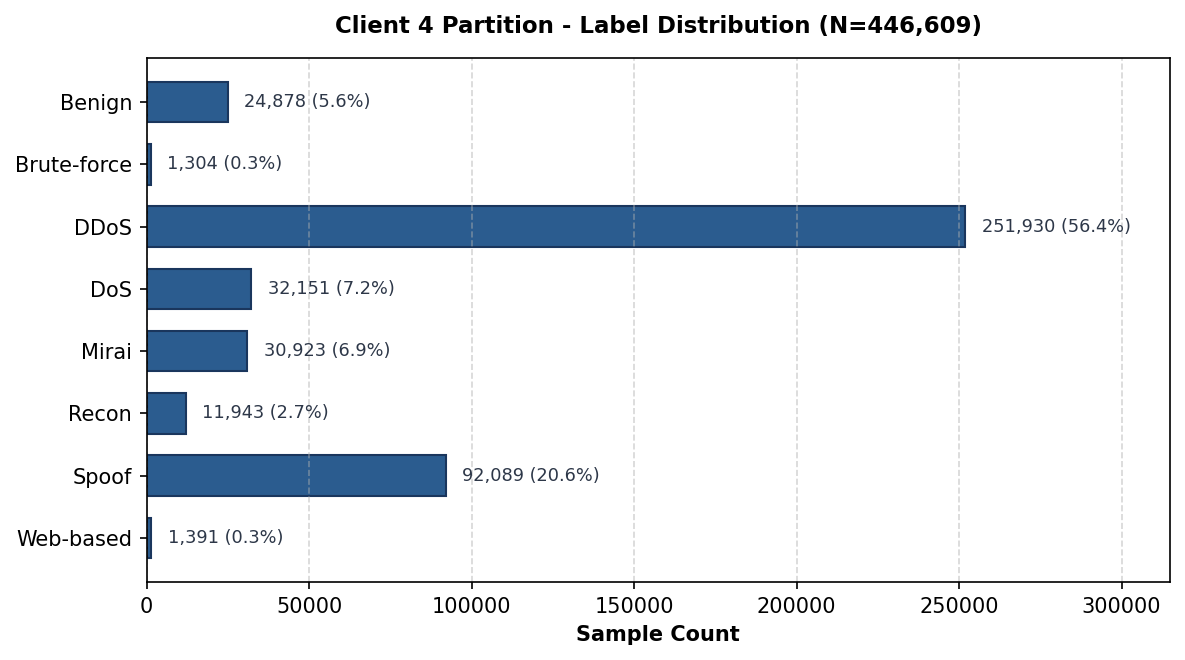 Client 4 Partition - Label Distribution (N=446,609)
Benign 24,878 (5.6%)
Brute-force 1,304 (0.3%)
DDoS 251,930 (56.4%)
DoS 32,151 (7.2%)
Mirai 30,923 (6.9%)
Recon 11,943 (2.7%)
Spoof 92,089 (20.6%)
Web-based 1,391 (0.3%)
0 50000 100000 150000 200000 250000 300000
Sample Count